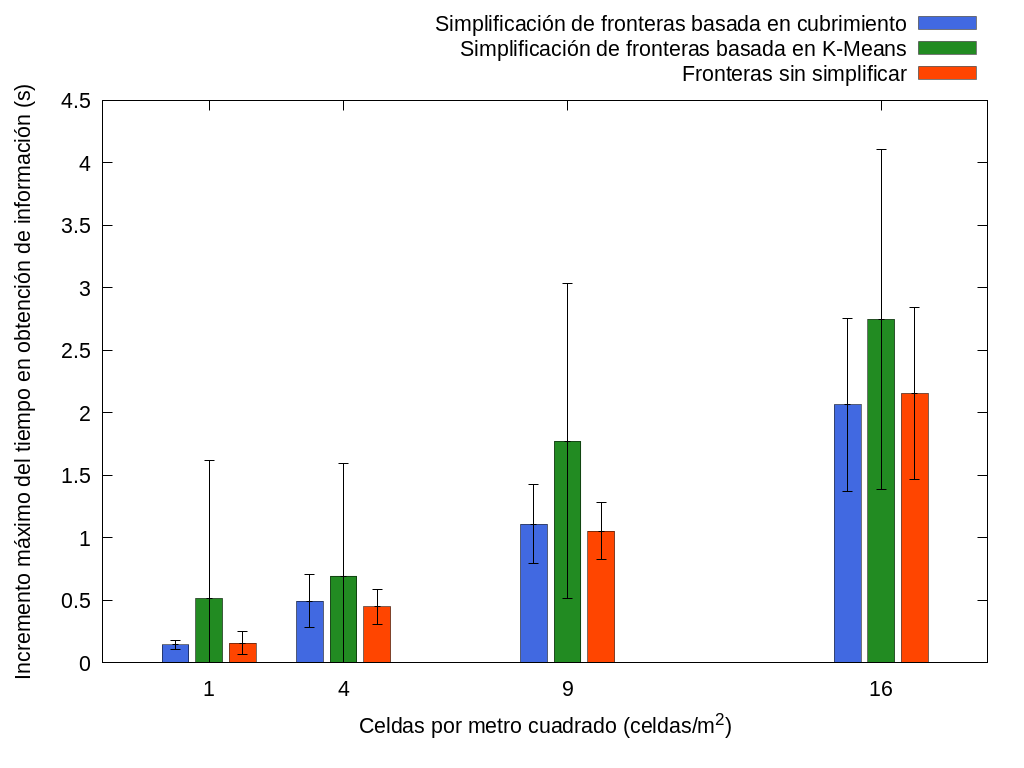 Simplificación de fronteras basada en cubrimiento
Simplificación de fronteras basada en K-Means
Fronteras sin simplificar
Incremento máximo del tiempo en obtención de información (s)
4.5
4
3.5
3
2.5
2
1.5
1
0.5
0
1 4 9 16
Celdas por metro cuadrado (celdas/m²)